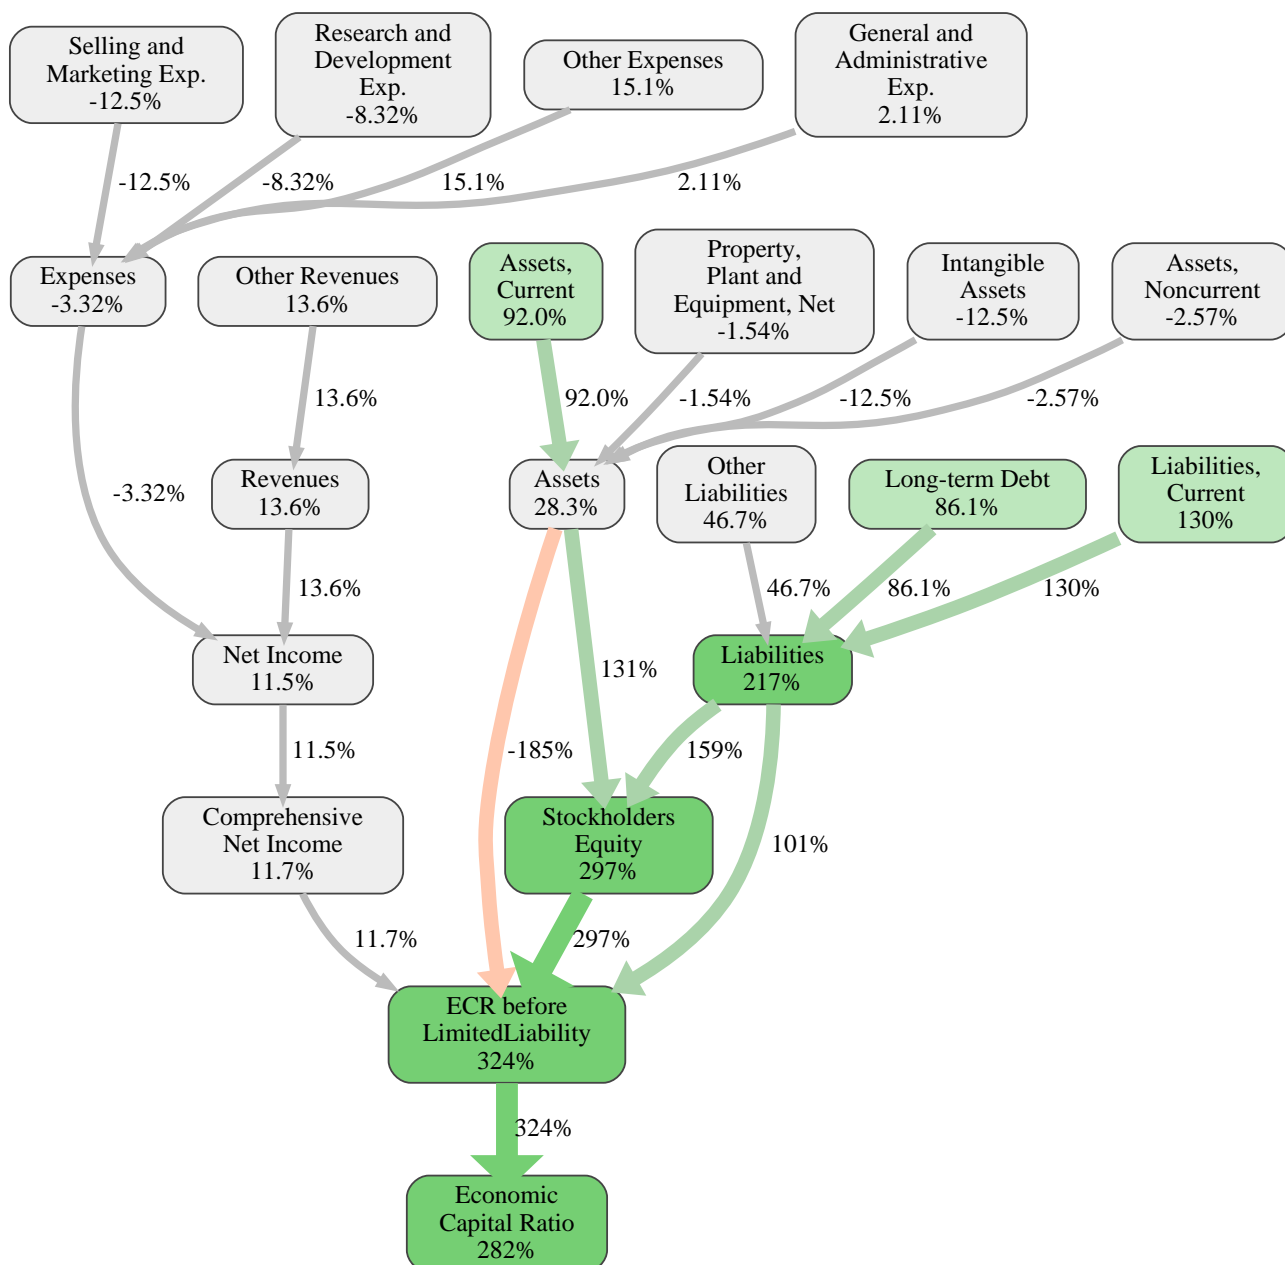 Selling and
Marketing Exp.
-12.5%
Research and
Development
Exp.
-8.32%
Other Expenses
15.1%
General and
Administrative
Exp.
2.11%
-12.5%
-8.32%
15.1%
2.11%
Expenses
-3.32%
Other Revenues
13.6%
Assets,
Current
92.0%
Property,
Plant and
Equipment, Net
-1.54%
Intangible
Assets
-12.5%
Assets,
Noncurrent
-2.57%
13.6%
92.0%
-1.54%
-12.5%
-2.57%
-3.32%
Revenues
13.6%
Assets
28.3%
Other
Liabilities
46.7%
Long-term Debt
86.1%
Liabilities,
Current
130%
13.6%
46.7%
86.1%
130%
Net Income
11.5%
Liabilities
217%
131%
11.5%
-185%
159%
Comprehensive
Net Income
11.7%
Stockholders
Equity
297%
101%
11.7%
297%
ECR before
LimitedLiability
324%
324%
Economic
Capital Ratio
282%